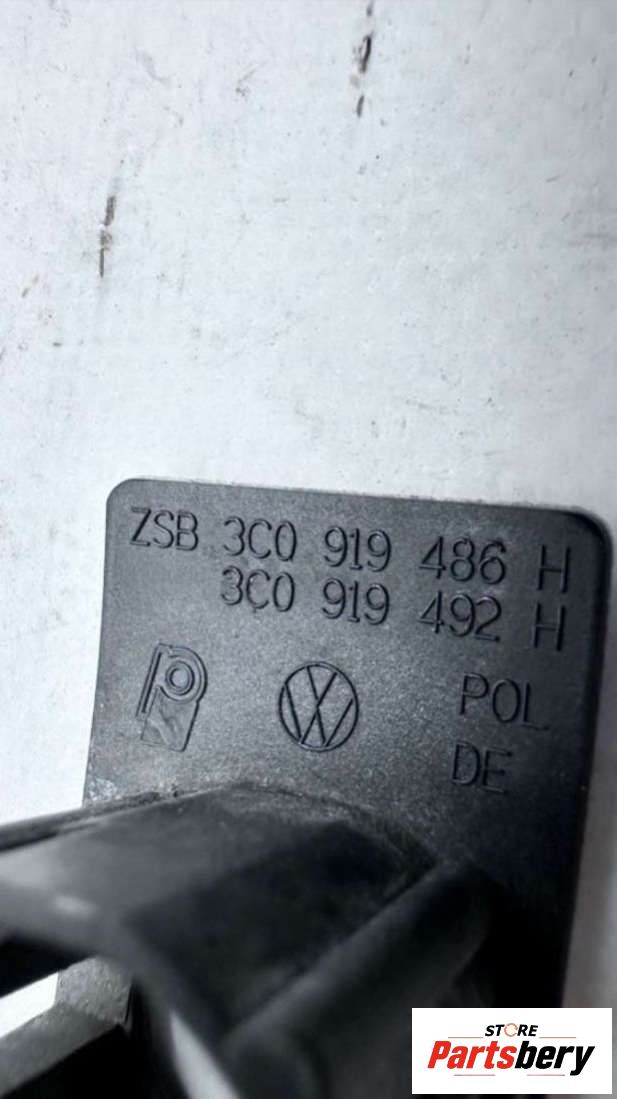 ZSB 3C0 919 486 H
3C0 919 492 H
POL
DE
STORE
Partsbery